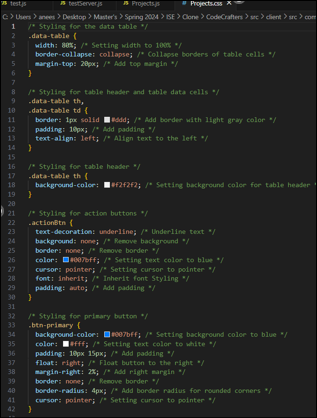 test.js testServer.js Projects.js Projects.css
C: > Users > anees > Desktop > Master's > Spring 2024 > ISE > Clone > CodeCrafters > src > client > src > com
1 /* Styling for the data table */
2 .data-table {
3 width: 80%; /* Setting width to 100% */
4 border-collapse: collapse; /* Collapse borders of table cells */
5 margin-top: 20px; /* Add top margin */
6 }
7
8 /* Styling for table header and table data cells */
9 .data-table th,
10 .data-table td {
11 border: 1px solid #ddd; /* Add border with light gray color */
12 padding: 10px; /* Add padding */
13 text-align: left; /* Align text to the left */
14 }
15
16 /* Styling for table header */
17 .data-table th {
18 background-color: #f2f2f2; /* Setting background color for table header *
19 }
20
21 /* Styling for action buttons */
22 .actionBtn {
23 text-decoration: underline; /* Underline text */
24 background: none; /* Remove background */
25 border: none; /* Remove border */
26 color: #007bff; /* Setting text color to blue */
27 cursor: pointer; /* Setting cursor to pointer */
28 font: inherit; /* Inherit font Styling */
29 padding: auto; /* Add padding */
30 }
31
32 /* Styling for primary button */
33 .btn-primary {
34 background-color: #007bff; /* Setting background color to blue */
35 color: #fff; /* Setting text color to white */
36 padding: 10px 15px; /* Add padding */
37 float: right; /* Float button to the right */
38 margin-right: 2%; /* Add right margin */
39 border: none; /* Remove border */
40 border-radius: 4px; /* Add border radius for rounded corners */
41 cursor: pointer; /* Setting cursor to pointer */
42 }